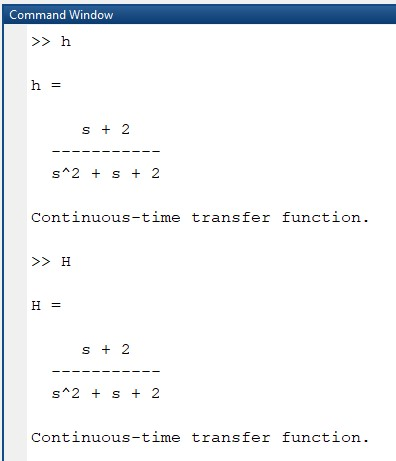 Command Window
>> h
h =
s + 2
-----------
s^2 + s + 2
Continuous-time transfer function.
>> H
H =
s + 2
-----------
s^2 + s + 2
Continuous-time transfer function.